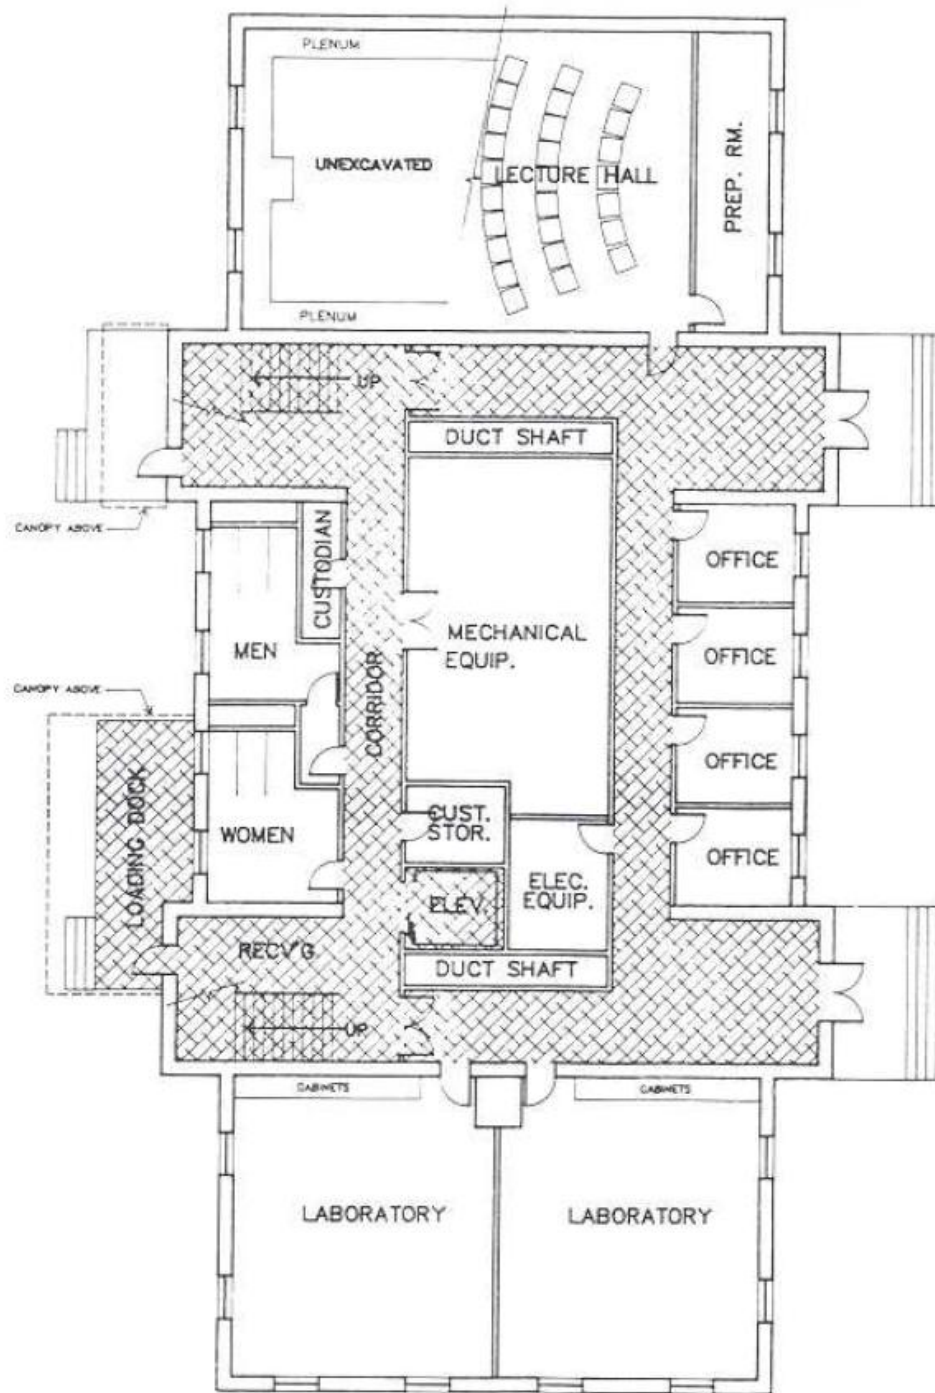 PLENUM
UNEXCAVATED
LECTURE HALL
PREP. RM.
PLENUM
UP
DUCT SHAFT
CANOPY ABOVE
CUSTODIAN
OFFICE
MEN
MECHANICAL
EQUIP.
OFFICE
CANOPY ABOVE
CORRIDOR
OFFICE
LOADING DOCK
WOMEN
CUST.
STOR.
OFFICE
ELEV.
ELEC.
EQUIP.
RECV'G
DUCT SHAFT
UP
CABINETS
CABINETS
LABORATORY
LABORATORY